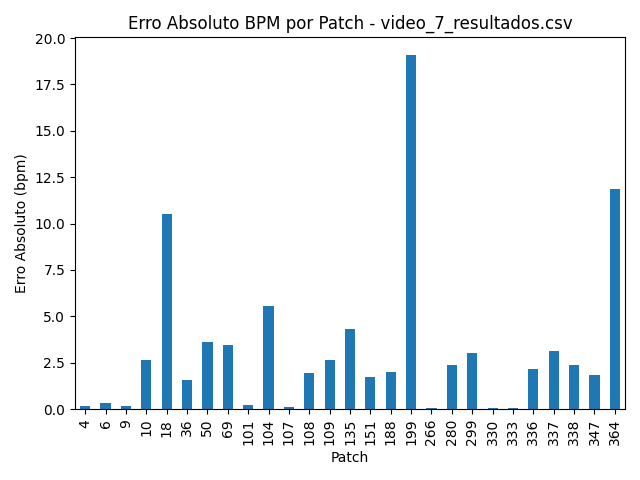 Erro Absoluto BPM por Patch - video_7_resultados.csv
20.0
17.5
15.0
12.5
10.0
7.5
5.0
2.5
0.0
Erro Absoluto (bpm)
4 6 9 10 18 36 50 69 101 104 107 108 109 135 151 188 199 266 280 299 330 333 336 337 338 347 364
Patch